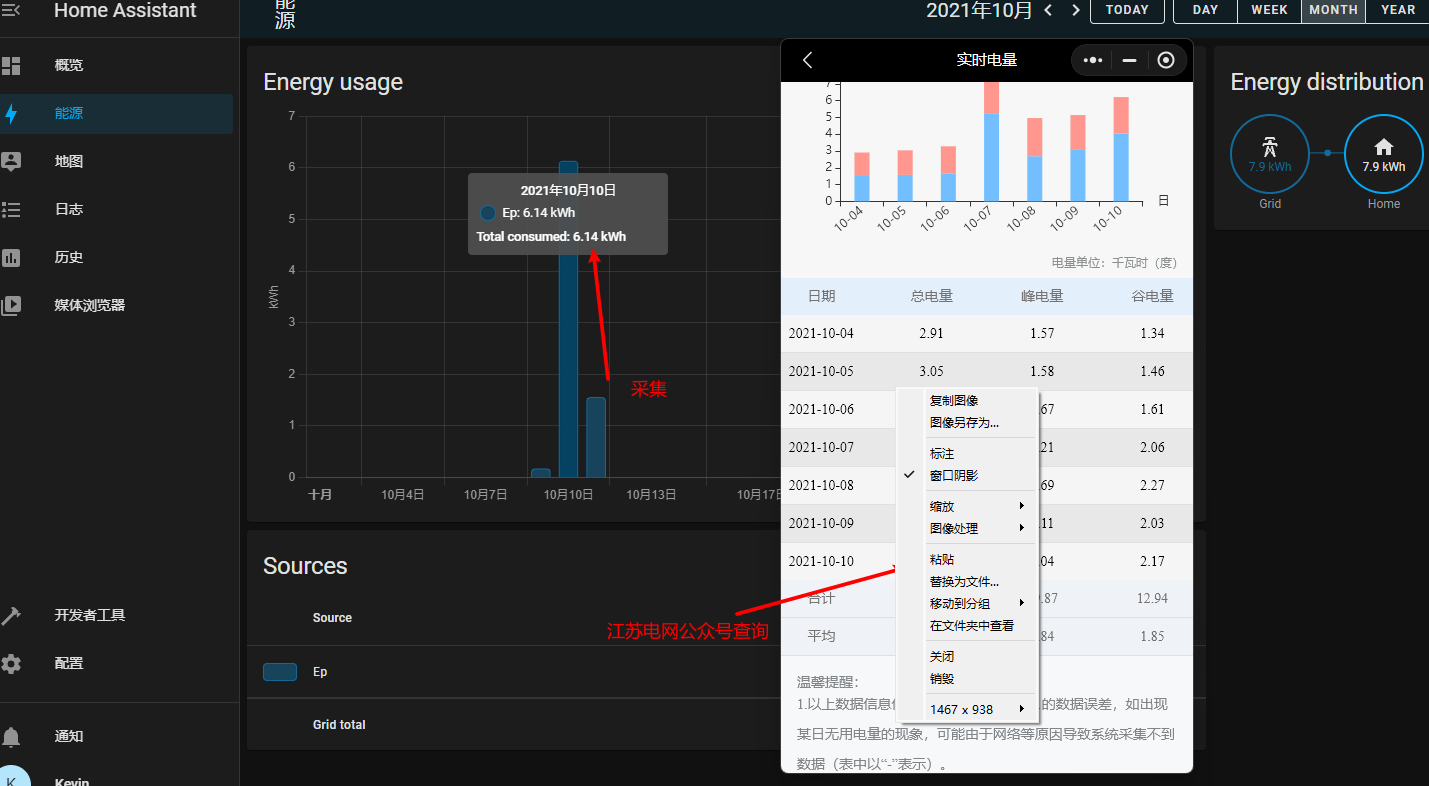 Home Assistant
概览
能源
地图
日志
历史
媒体浏览器
开发者工具
配置
通知
K
Kevin
能
源
2021年10月
TODAY
DAY
WEEK
MONTH
YEAR
Energy usage
7
6
5
4
3
2
1
0
kWh
十月
10月4日
10月7日
10月10日
10月13日
10月17日
2021年10月10日
Ep: 6.14 kWh
Total consumed: 6.14 kWh
采集
Sources
Source
Ep
Grid total
江苏电网公众号查询
实时电量
7
6
5
4
3
2
1
0
10-04
10-05
10-06
10-07
10-08
10-09
10-10
日
电量单位：千瓦时（度）
日期 总电量 峰电量 谷电量
2021-10-04 2.91 1.57 1.34
2021-10-05 3.05 1.58 1.46
2021-10-06 67 1.61
2021-10-07 21 2.06
2021-10-08 69 2.27
2021-10-09 11 2.03
2021-10-10 04 2.17
合计 .87 12.94
平均 84 1.85
温馨提醒：
1.以上数据信息 的数据误差，如出现
某日无用电量的现象，可能由于网络等原因导致系统采集不到
数据（表中以“-”表示）。
复制图像
图像另存为...
标注
窗口阴影
缩放
图像处理
粘贴
替换为文件...
移动到分组
在文件夹中查看
关闭
销毁
1467 x 938
Energy distribution
7.9 kWh
7.9 kWh
Grid
Home